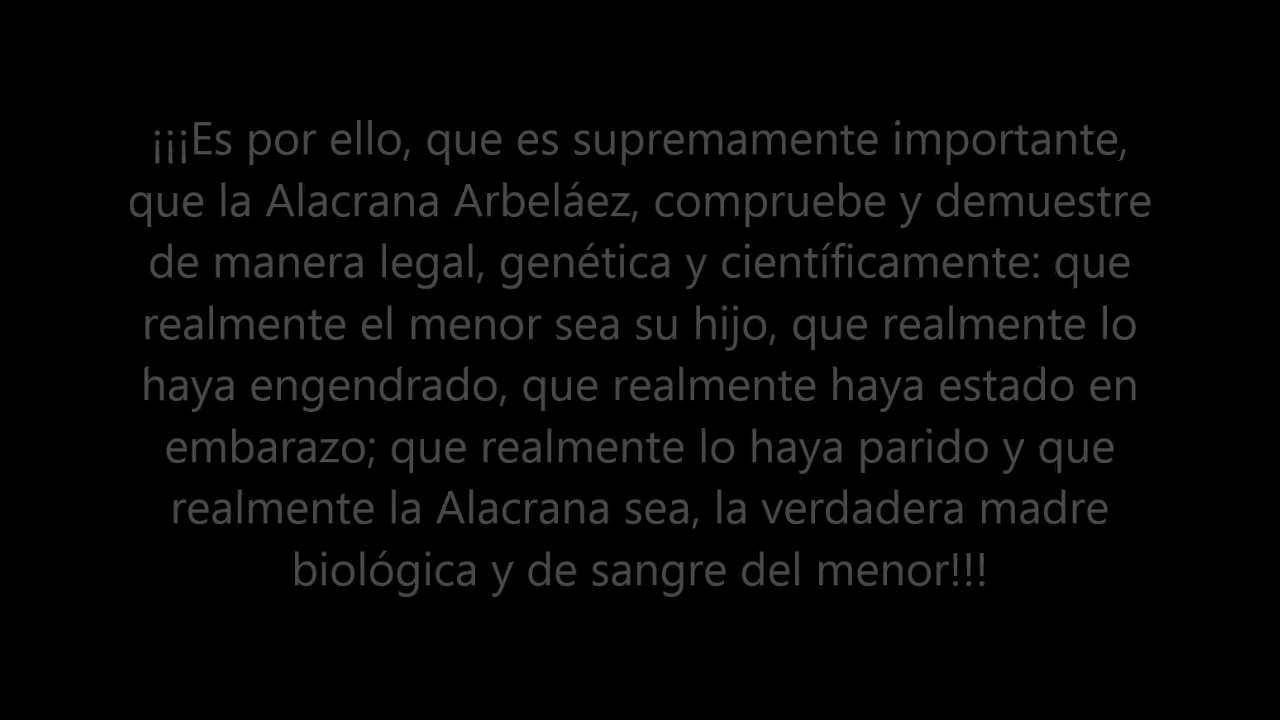 ¡¡¡Es por ello, que es supremamente importante,
que la Alacrana Arbeláez, compruebe y demuestre
de manera legal, genética y científicamente: que
realmente el menor sea su hijo, que realmente lo
haya engendrado, que realmente haya estado en
embarazo; que realmente lo haya parido y que
realmente la Alacrana sea, la verdadera madre
biológica y de sangre del menor!!!